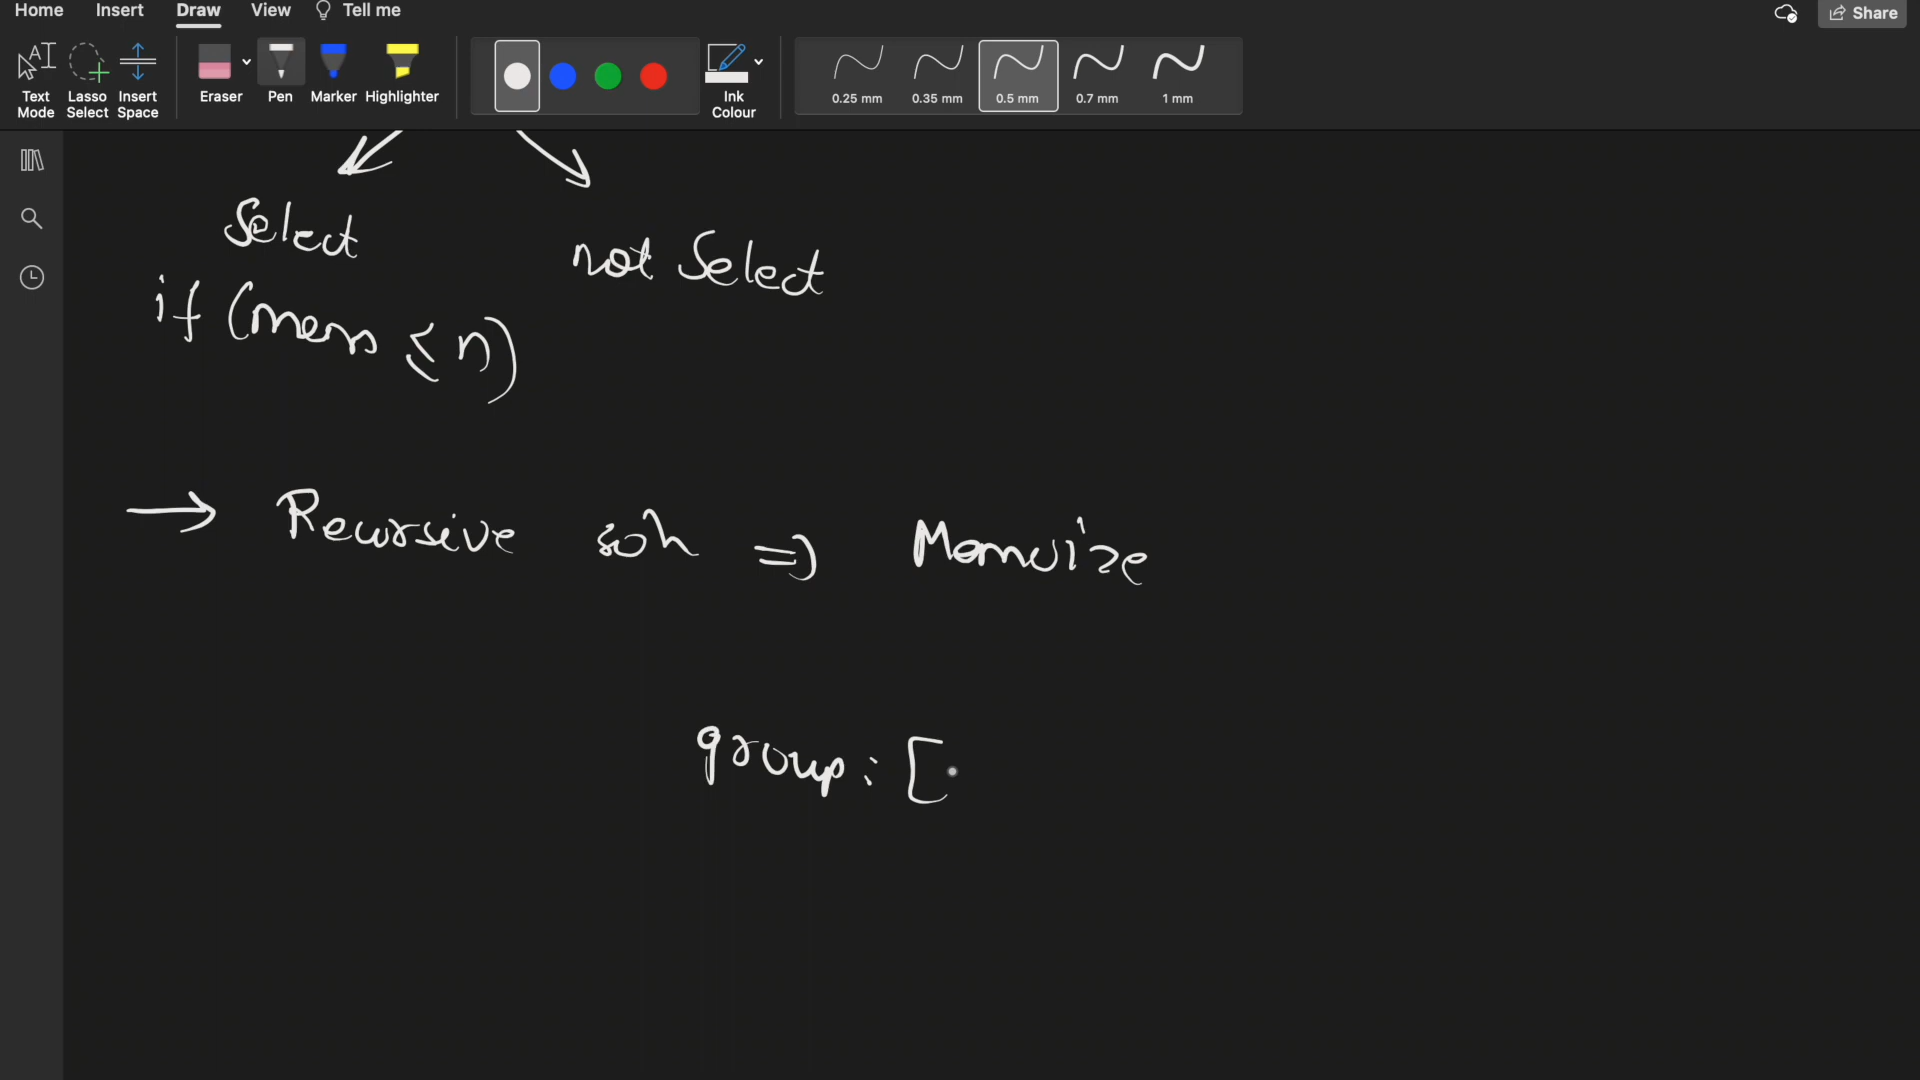 Home Insert Draw View Tell me Share
Text Mode Lasso Select Insert Space Eraser Pen Marker Highlighter Ink Colour 0.25 mm 0.35 mm 0.5 mm 0.7 mm 1 mm
Select
not Select
if (mem ≤ n)
→ Recursive soln => Memoize
group: [